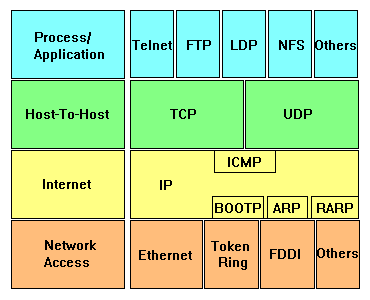 Process/
Application
Telnet
FTP
LDP
NFS
Others
Host-To-Host
TCP
UDP
Internet
IP
ICMP
BOOTP
ARP
RARP
Network
Access
Ethernet
Token
Ring
FDDI
Others